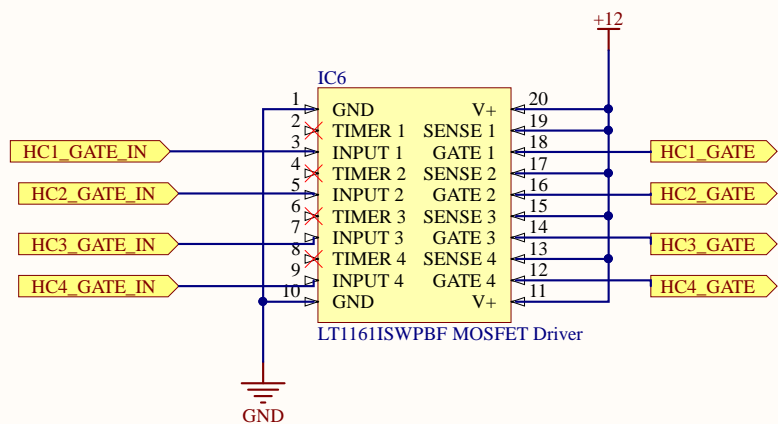 +12
IC6
1 GND V+ 20
2 TIMER 1 SENSE 1 19
HC1_GATE_IN 3 INPUT 1 GATE 1 18 HC1_GATE
4 TIMER 2 SENSE 2 17
HC2_GATE_IN 5 INPUT 2 GATE 2 16 HC2_GATE
6 TIMER 3 SENSE 3 15
HC3_GATE_IN 7 INPUT 3 GATE 3 14 HC3_GATE
8 TIMER 4 SENSE 4 13
HC4_GATE_IN 9 INPUT 4 GATE 4 12 HC4_GATE
10 GND V+ 11
LT1161ISWPBF MOSFET Driver
GND